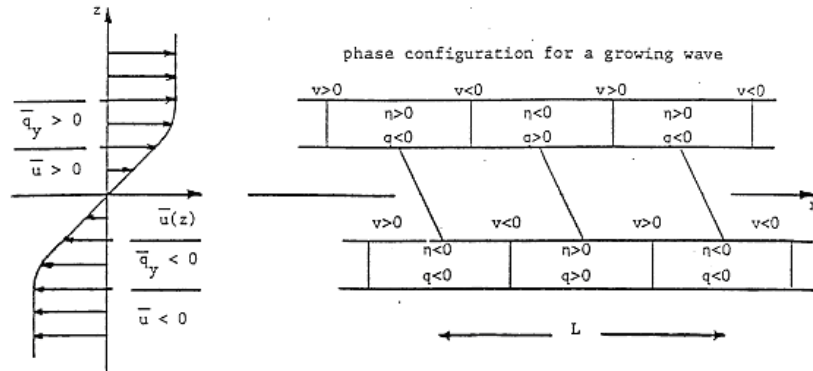 z
phase configuration for a growing wave
v>0 v<0 v>0 v<0
q̅y > 0
η>0 η<0 η>0
q<0 q>0 q<0
u̅ > 0
u̅(z)
v>0 v<0 v>0 v<0
q̅y < 0
η<0 η>0 η<0
q<0 q>0 q<0
u̅ < 0
L